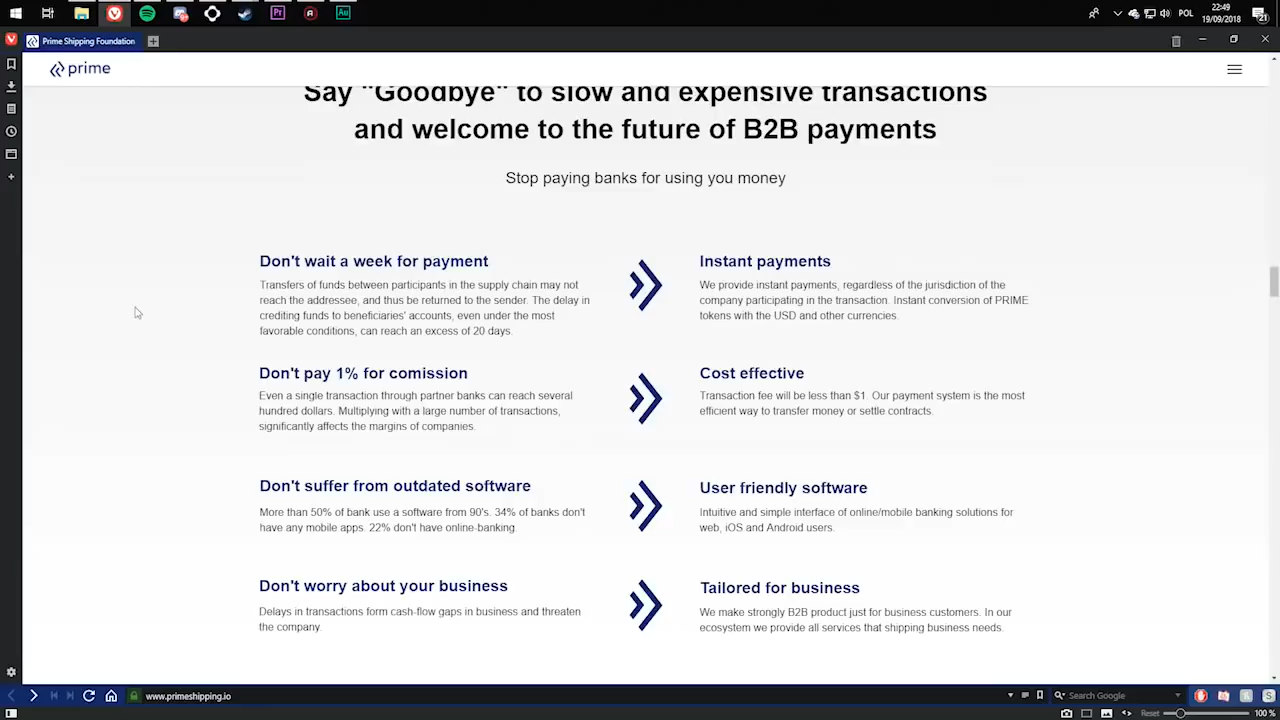 Pr
Au
POL
22:49
19/09/2018
21
Prime Shipping Foundation
prime
Say "Goodbye" to slow and expensive transactions
and welcome to the future of B2B payments
Stop paying banks for using you money
Don't wait a week for payment
Transfers of funds between participants in the supply chain may not
reach the addressee, and thus be returned to the sender. The delay in
crediting funds to beneficiaries' accounts, even under the most
favorable conditions, can reach an excess of 20 days.
Instant payments
We provide instant payments, regardless of the jurisdiction of the
company participating in the transaction. Instant conversion of PRIME
tokens with the USD and other currencies.
Don't pay 1% for comission
Even a single transaction through partner banks can reach several
hundred dollars. Multiplying with a large number of transactions,
significantly affects the margins of companies.
Cost effective
Transaction fee will be less than $1. Our payment system is the most
efficient way to transfer money or settle contracts.
Don't suffer from outdated software
More than 50% of bank use a software from 90's. 34% of banks don't
have any mobile apps. 22% don't have online-banking.
User friendly software
Intuitive and simple interface of online/mobile banking solutions for
web, iOS and Android users.
Don't worry about your business
Delays in transactions form cash-flow gaps in business and threaten
the company.
Tailored for business
We make strongly B2B product just for business customers. In our
ecosystem we provide all services that shipping business needs.
www.primeshipping.io
Search Google
Reset
100 %